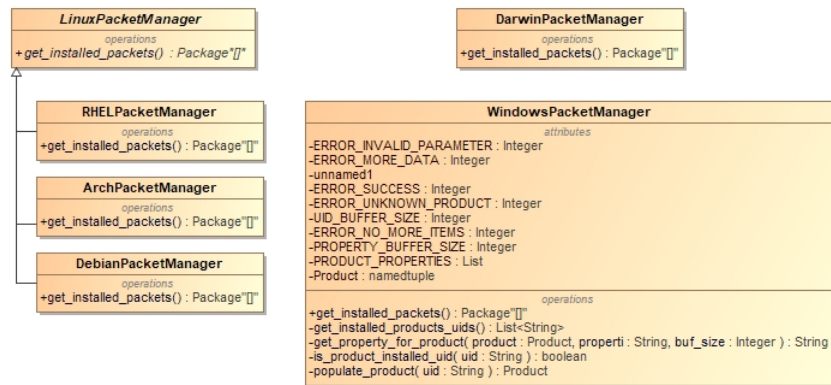 LinuxPacketManager
operations
+get_installed_packets() : Package"[]"
DarwinPacketManager
operations
+get_installed_packets() : Package"[]"
RHELPacketManager
operations
+get_installed_packets() : Package"[]"
ArchPacketManager
operations
+get_installed_packets() : Package"[]"
DebianPacketManager
operations
+get_installed_packets() : Package"[]"
WindowsPacketManager
attributes
-ERROR_INVALID_PARAMETER : Integer
-ERROR_MORE_DATA : Integer
-unnamed1
-ERROR_SUCCESS : Integer
-ERROR_UNKNOWN_PRODUCT : Integer
-UID_BUFFER_SIZE : Integer
-ERROR_NO_MORE_ITEMS : Integer
-PROPERTY_BUFFER_SIZE : Integer
-PRODUCT_PROPERTIES : List
-Product : namedtuple
operations
+get_installed_packets() : Package"[]"
-get_installed_products_uids() : List<String>
-get_property_for_product( product : Product, properti : String, buf_size : Integer ) : String
-is_product_installed_uid( uid : String ) : boolean
-populate_product( uid : String ) : Product